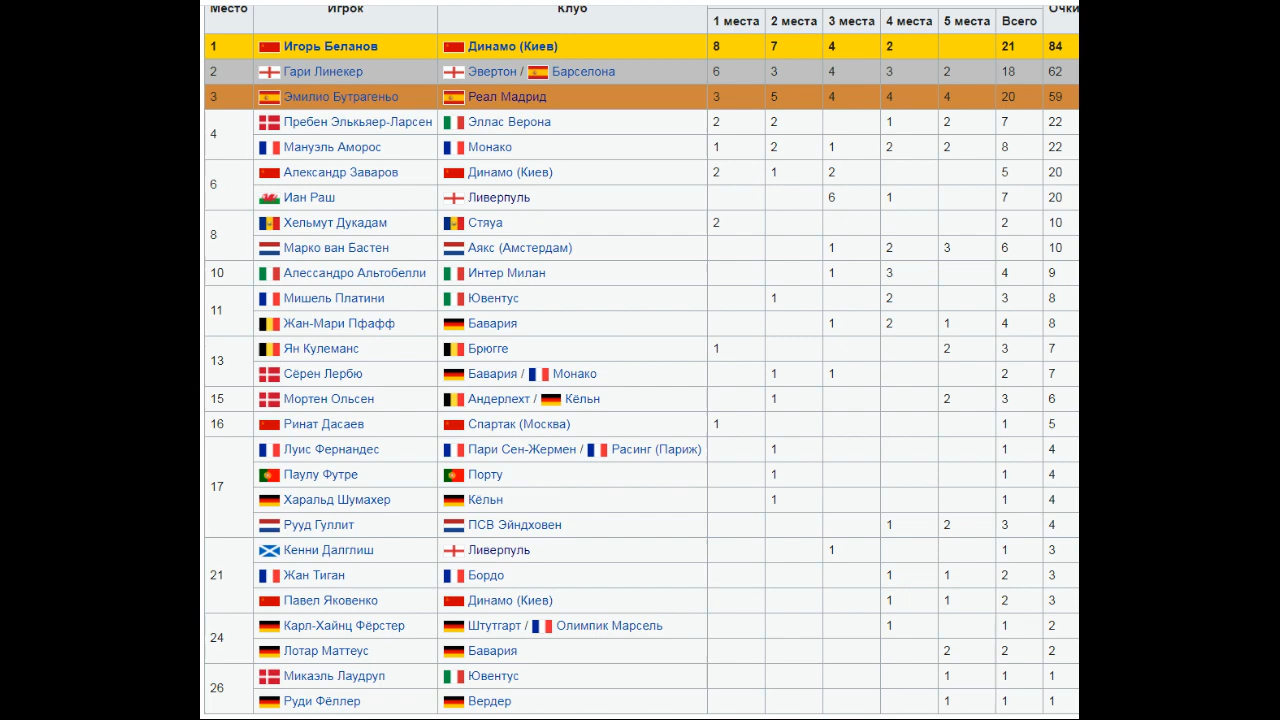 Место Игрок Клуб Очки
1 места 2 места 3 места 4 места 5 места Всего
1 Игорь Беланов Динамо (Киев) 8 7 4 2 21 84
2 Гари Линекер Эвертон / Барселона 6 3 4 3 2 18 62
3 Эмилио Бутрагеньо Реал Мадрид 3 5 4 4 4 20 59
4 Пребен Элькьяер-Ларсен Эллас Верона 2 2 1 2 7 22
Мануэль Аморос Монако 1 2 1 2 2 8 22
6 Александр Заваров Динамо (Киев) 2 1 2 5 20
Иан Раш Ливерпуль 6 1 7 20
8 Хельмут Дукадам Стяуа 2 2 10
Марко ван Бастен Аякс (Амстердам) 1 2 3 6 10
10 Алессандро Альтобелли Интер Милан 1 3 4 9
11 Мишель Платини Ювентус 1 2 3 8
Жан-Мари Пфафф Бавария 1 2 1 4 8
13 Ян Кулеманс Брюгге 1 2 3 7
Сёрен Лербю Бавария / Монако 1 1 2 7
15 Мортен Ольсен Андерлехт / Кёльн 1 2 3 6
16 Ринат Дасаев Спартак (Москва) 1 1 5
17 Луис Фернандес Пари Сен-Жермен / Расинг (Париж) 1 1 4
Паулу Футре Порту 1 1 4
Харальд Шумахер Кёльн 1 1 4
Рууд Гуллит ПСВ Эйндховен 1 2 3 4
21 Кенни Далглиш Ливерпуль 1 1 3
Жан Тиган Бордо 1 1 2 3
Павел Яковенко Динамо (Киев) 1 1 2 3
24 Карл-Хайнц Фёрстер Штутгарт / Олимпик Марсель 1 1 2
Лотар Маттеус Бавария 2 2 2
26 Микаэль Лаудруп Ювентус 1 1 1
Руди Фёллер Вердер 1 1 1